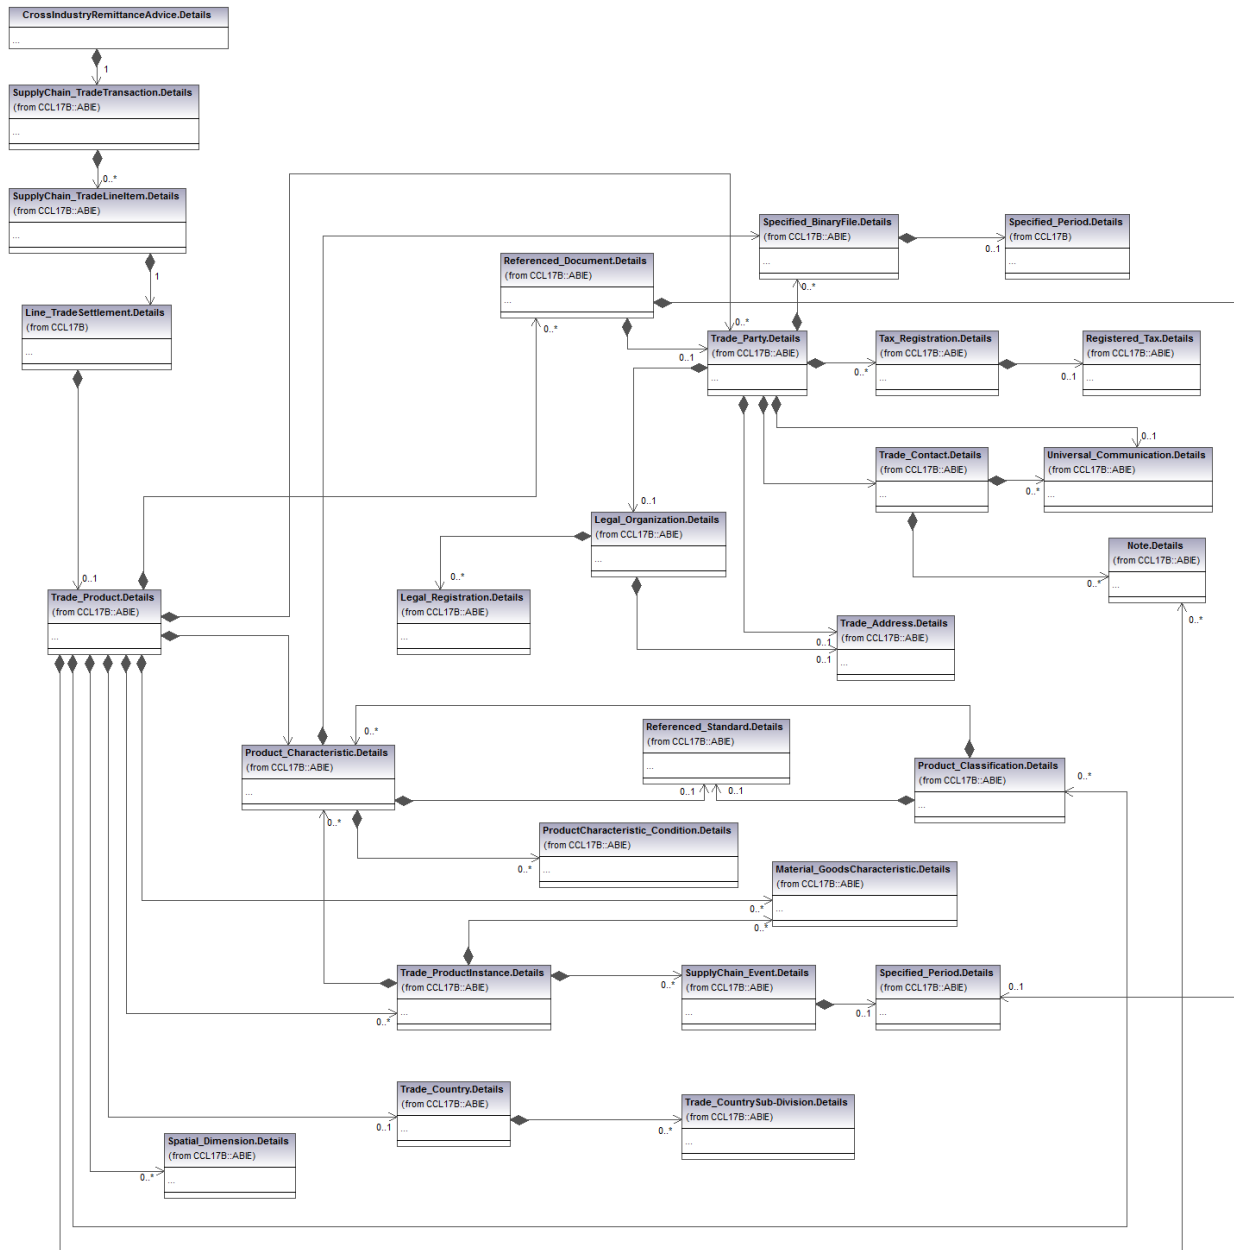 CrossIndustryRemittanceAdvice.Details
...
1
SupplyChain_TradeTransaction.Details
(from CCL17B::ABIE)
...
0..*
SupplyChain_TradeLineItem.Details
(from CCL17B::ABIE)
...
1
Line_TradeSettlement.Details
(from CCL17B)
...
0..1
Trade_Product.Details
(from CCL17B::ABIE)
...
Specified_BinaryFile.Details
(from CCL17B::ABIE)
...
0..*
0..1
Specified_Period.Details
(from CCL17B)
...
Referenced_Document.Details
(from CCL17B::ABIE)
...
0..*
0..*
0..1
Trade_Party.Details
(from CCL17B::ABIE)
...
0..*
Tax_Registration.Details
(from CCL17B::ABIE)
...
0..1
Registered_Tax.Details
(from CCL17B::ABIE)
...
0..1
Trade_Contact.Details
(from CCL17B::ABIE)
...
0..*
Universal_Communication.Details
(from CCL17B::ABIE)
...
0..1
Legal_Organization.Details
(from CCL17B::ABIE)
...
0..*
Legal_Registration.Details
(from CCL17B::ABIE)
...
Note.Details
(from CCL17B::ABIE)
...
0..*
0..*
Trade_Address.Details
(from CCL17B::ABIE)
...
0..1
0..1
0..*
Product_Characteristic.Details
(from CCL17B::ABIE)
...
0..*
Referenced_Standard.Details
(from CCL17B::ABIE)
...
0..1
0..1
Product_Classification.Details
(from CCL17B::ABIE)
...
0..*
ProductCharacteristic_Condition.Details
(from CCL17B::ABIE)
...
0..*
Material_GoodsCharacteristic.Details
(from CCL17B::ABIE)
...
0..*
0..*
Trade_ProductInstance.Details
(from CCL17B::ABIE)
...
0..*
0..*
SupplyChain_Event.Details
(from CCL17B::ABIE)
...
0..1
Specified_Period.Details
(from CCL17B::ABIE)
...
0..1
Trade_Country.Details
(from CCL17B::ABIE)
...
0..1
0..*
Trade_CountrySub-Division.Details
(from CCL17B::ABIE)
...
Spatial_Dimension.Details
(from CCL17B::ABIE)
...
0..*